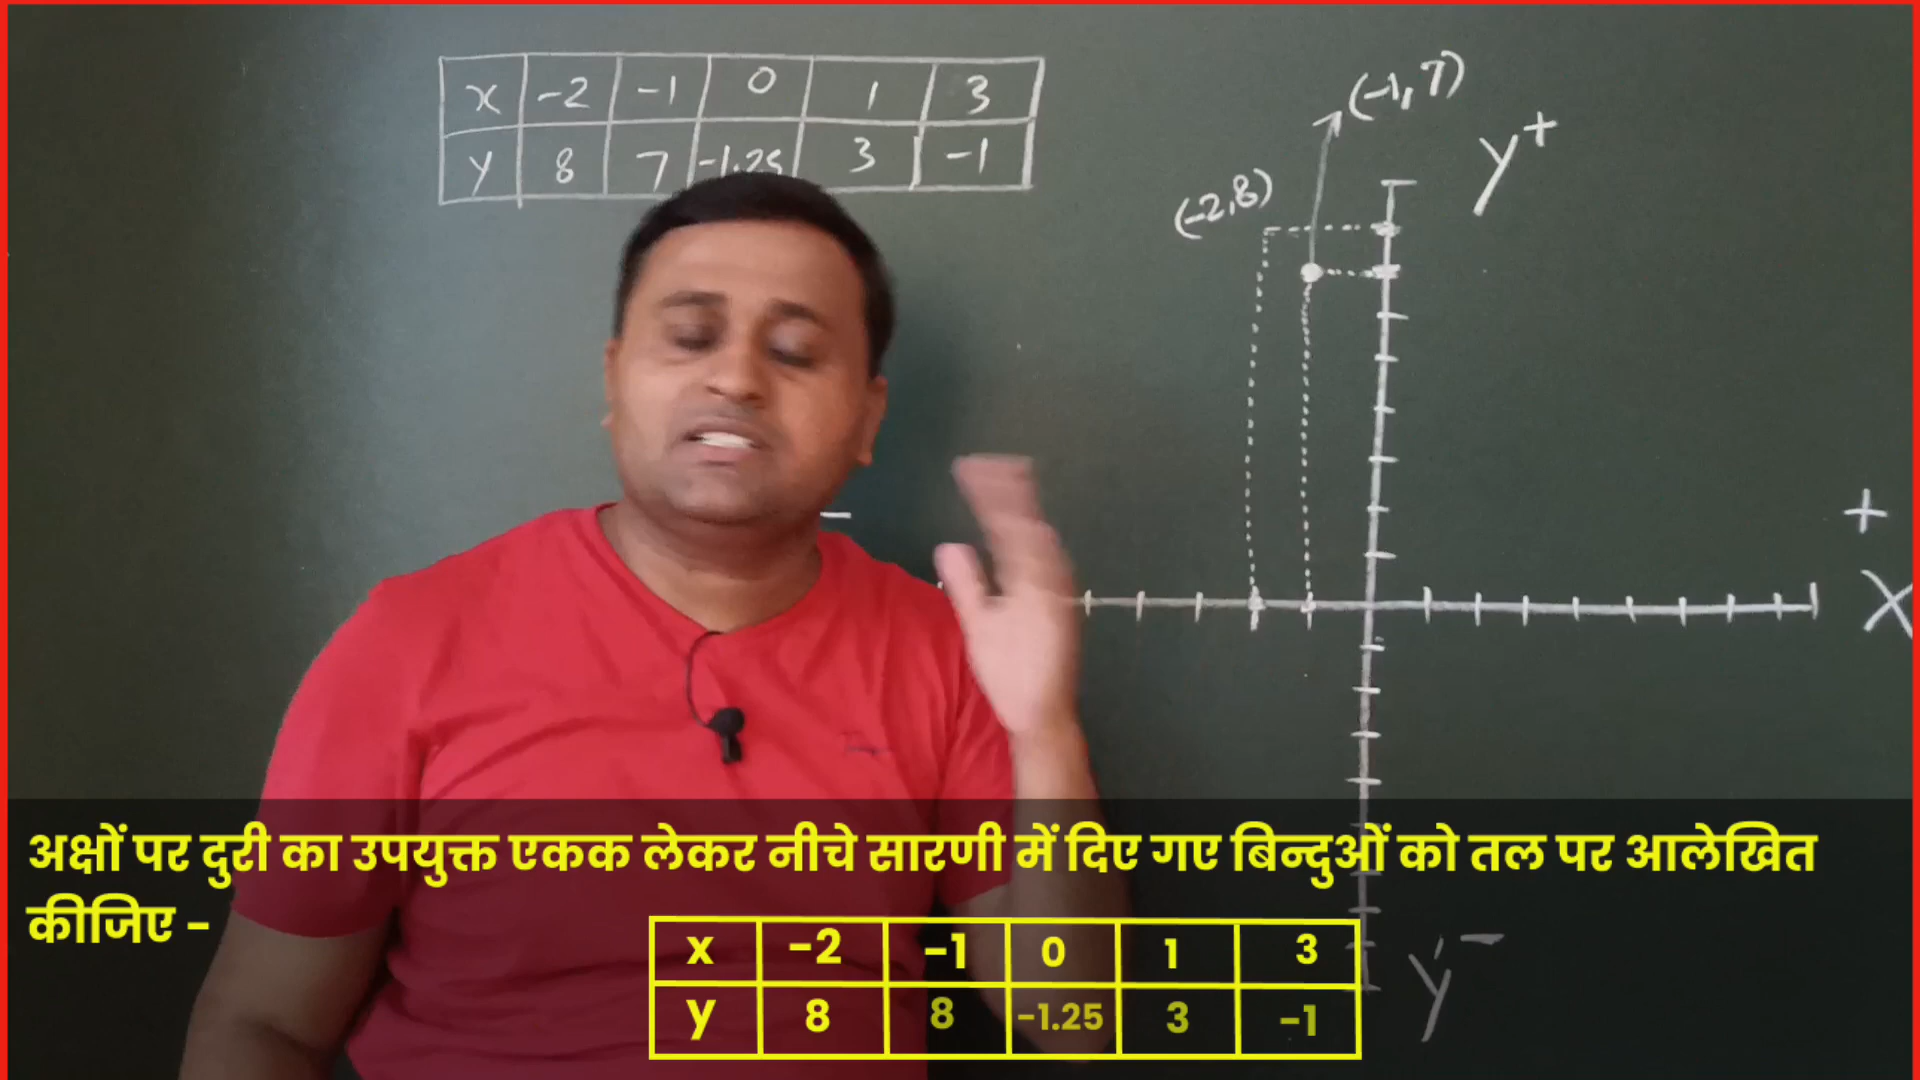 x -2 -1 0 1 3
y 8 7 -1.25 3 -1
(-1, 7)
y+
(-2,8)
-
+
X
अक्षों पर दुरी का उपयुक्त एकक लेकर नीचे सारणी में दिए गए बिन्दुओं को तल पर आलेखित
कीजिए -
x -2 -1 0 1 3
y 8 8 -1.25 3 -1
y-